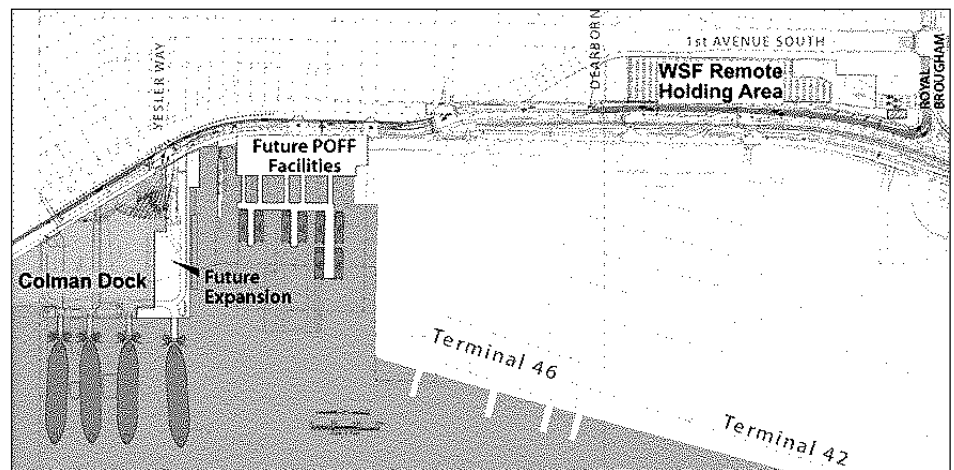 1st AVENUE SOUTH
YESLER WAY
DEARBORN
ROYAL
BROUGHAM
WSF Remote
Holding Area
Future POFF
Facilities
Colman Dock
Future
Expansion
Terminal 46
Terminal 42